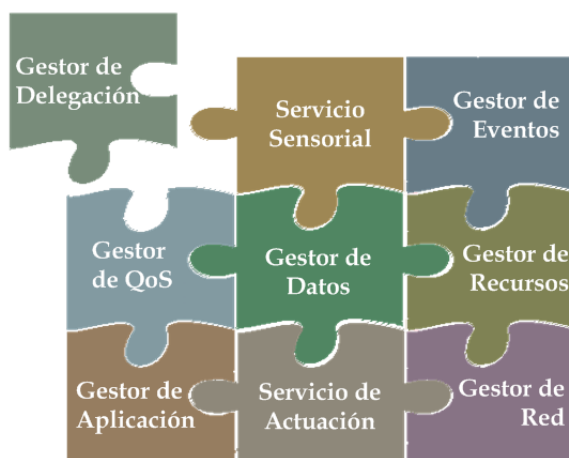 Gestor de
Delegación
Servicio
Sensorial
Gestor de
Eventos
Gestor
de QoS
Gestor de
Datos
Gestor de
Recursos
Gestor de
Aplicación
Servicio de
Actuación
Gestor de
Red